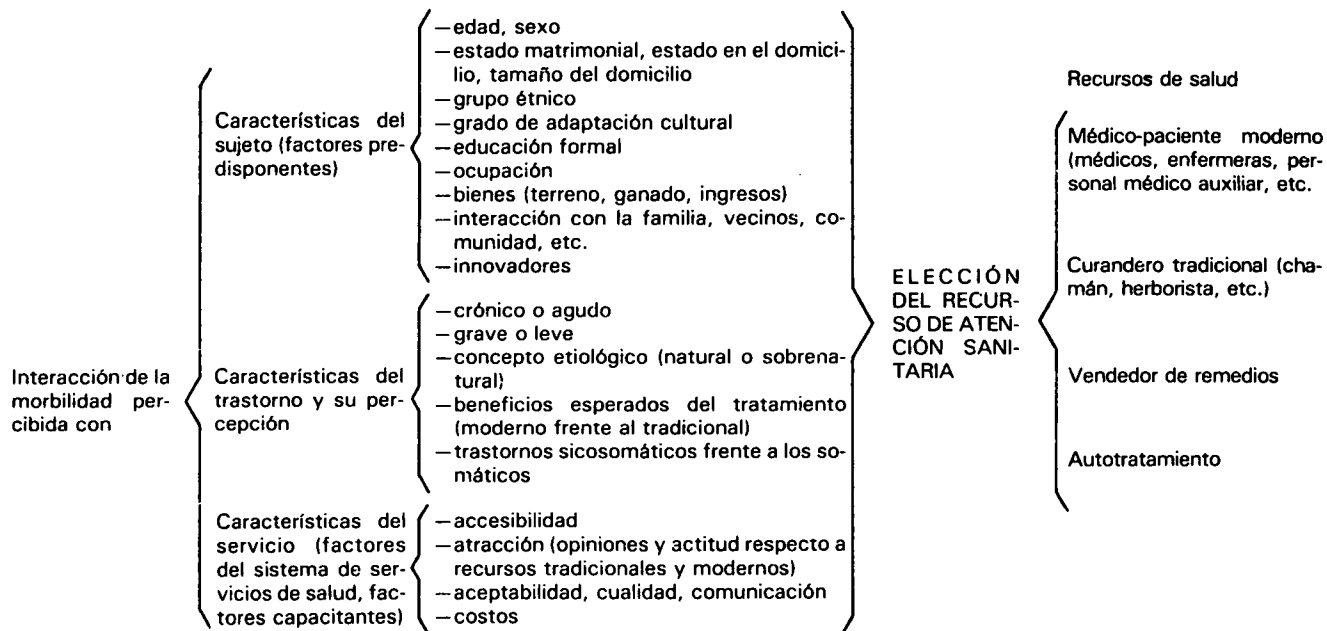 Interacción de la
morbilidad per-
cibida con
Características del
sujeto (factores pre-
disponentes)
—edad, sexo
—estado matrimonial, estado en el domici-
lio, tamaño del domicilio
—grupo étnico
—grado de adaptación cultural
—educación formal
—ocupación
—bienes (terreno, ganado, ingresos)
—interacción con la familia, vecinos, co-
munidad, etc.
—innovadores
Características del
trastorno y su per-
cepción
—crónico o agudo
—grave o leve
—concepto etiológico (natural o sobrena-
tural)
—beneficios esperados del tratamiento
(moderno frente al tradicional)
—trastornos sicosomáticos frente a los so-
máticos
Características del
servicio (factores
del sistema de ser-
vicios de salud, fac-
tores capacitantes)
—accesibilidad
—atracción (opiniones y actitud respecto a
recursos tradicionales y modernos)
—aceptabilidad, cualidad, comunicación
—costos
ELECCIÓN
DEL RECUR-
SO DE ATEN-
CIÓN SANI-
TARIA
Recursos de salud
Médico-paciente moderno
(médicos, enfermeras, per-
sonal médico auxiliar, etc.
Curandero tradicional (cha-
mán, herborista, etc.)
Vendedor de remedios
Autotratamiento